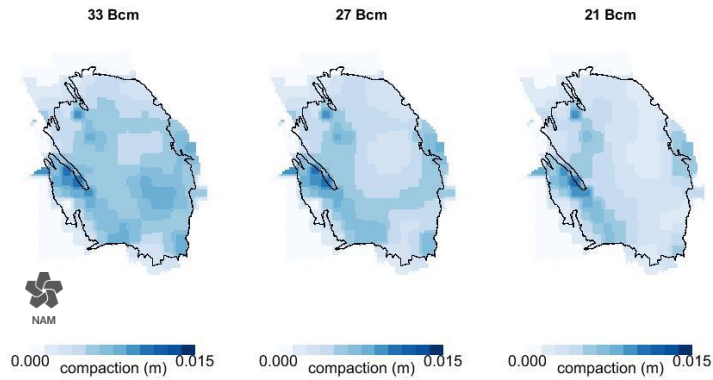 33 Bcm
27 Bcm
21 Bcm
NAM
0.000 0.015
compaction (m)
0.000 0.015
compaction (m)
0.000 0.015
compaction (m)